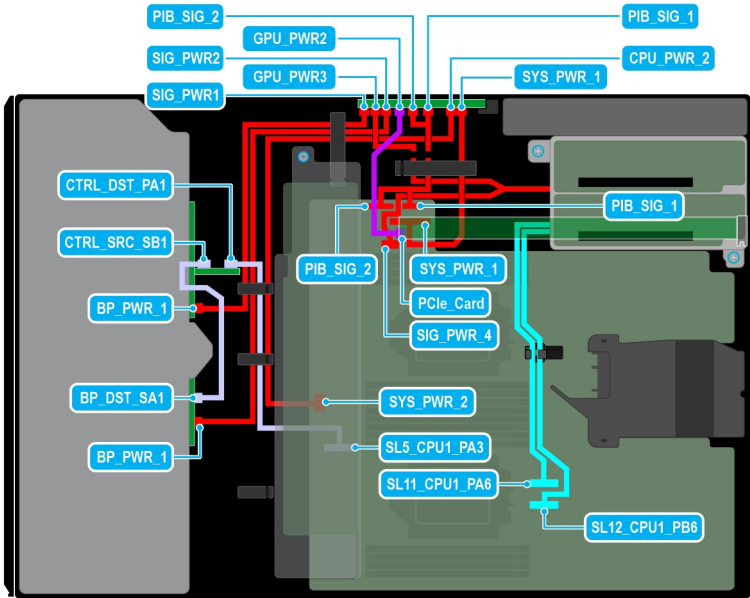 PIB_SIG_2
PIB_SIG_1
GPU_PWR2
SIG_PWR2
CPU_PWR_2
GPU_PWR3
SYS_PWR_1
SIG_PWR1
CTRL_DST_PA1
PIB_SIG_1
CTRL_SRC_SB1
PIB_SIG_2
SYS_PWR_1
BP_PWR_1
PCIe_Card
SIG_PWR_4
BP_DST_SA1
SYS_PWR_2
BP_PWR_1
SL5_CPU1_PA3
SL11_CPU1_PA6
SL12_CPU1_PB6